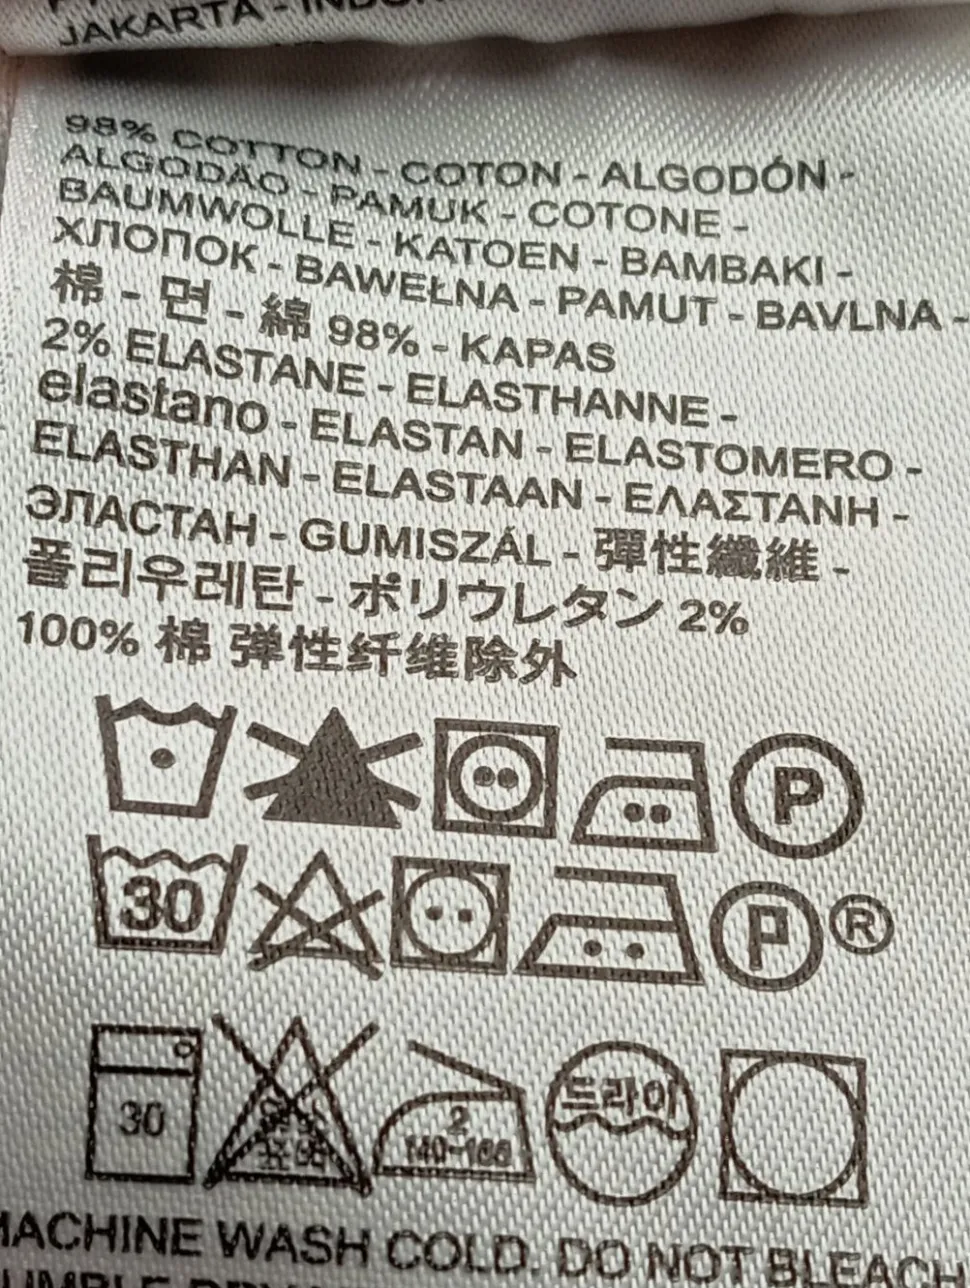 JAKARTA - INDON
98% COTTON - COTON - ALGODÓN -
ALGODÃO - PAMUK - COTONE -
BAUMWOLLE - KATOEN - BAMBAKI -
ХЛОПОК - BAWEŁNA - PAMUT - BAVLNA -
棉 - 면 - 綿 98% - KAPAS
2% ELASTANE - ELASTHANNE -
elastano - ELASTAN - ELASTOMERO -
ELASTHAN - ELASTAAN - ΕΛΑΣΤΑΝΗ -
ЭЛАСТАН - GUMISZÁL - 彈性纖維 -
폴리우레탄 - ポリウレタン 2%
100% 棉 弹性纤维除外
P
30 P ®
30 2 드라이
140-160
MACHINE WASH COLD. DO NOT BLEACH